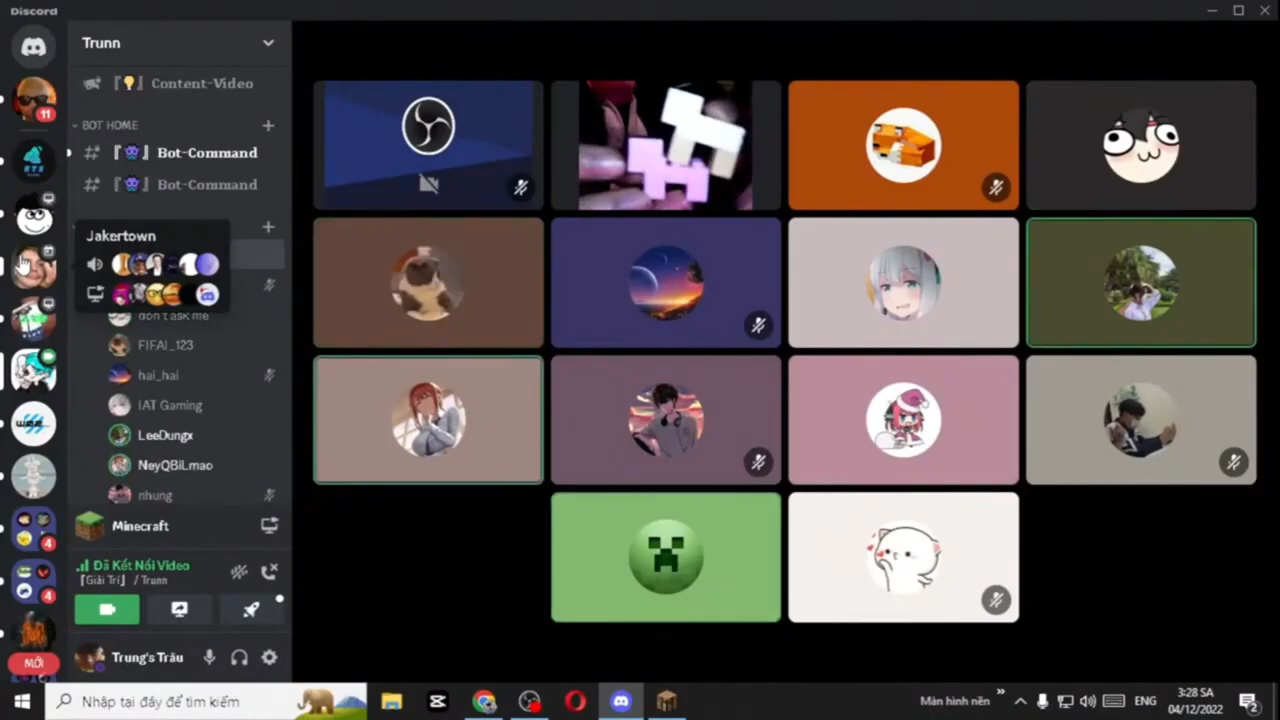 Discord
Trunn
『💡』 Content-Video
BOT HOME
『👾』 Bot-Command
『👾』 Bot-Command
Jakertown
don't ask me
FIFAI_123
hai_hai
IAT Gaming
LeeDungx
NeyQBiLmao
nhung
Minecraft
Đã Kết Nối Video
『Giải Trí』 / Trunn
Trung's Trâu
11
4
4
MỚI
Nhập tại đây để tìm kiếm
Màn hình nền
ENG
3:28 SA
04/12/2022
2